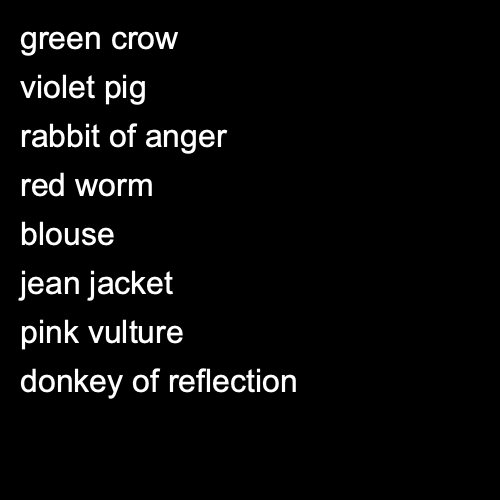 green crow
violet pig
rabbit of anger
red worm
blouse
jean jacket
pink vulture
donkey of reflection